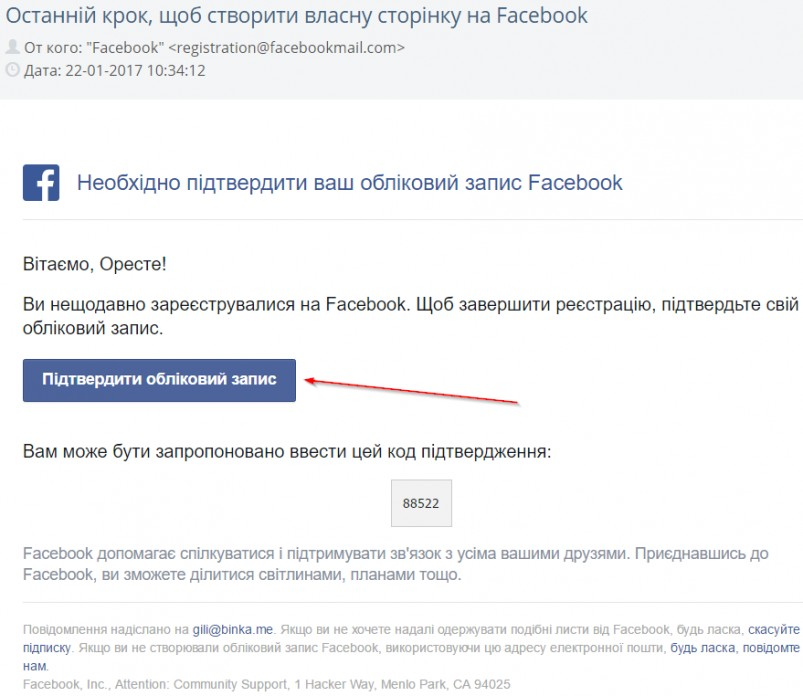 Останній крок, щоб створити власну сторінку на Facebook
От кого: "Facebook" <registration@facebookmail.com>
Дата: 22-01-2017 10:34:12
Необхідно підтвердити ваш обліковий запис Facebook
Вітаємо, Оресте!
Ви нещодавно зареєструвалися на Facebook. Щоб завершити реєстрацію, підтвердьте свій
обліковий запис.
Підтвердити обліковий запис
Вам може бути запропоновано ввести цей код підтвердження:
88522
Facebook допомагає спілкуватися і підтримувати зв'язок з усіма вашими друзями. Приєднавшись до
Facebook, ви зможете ділитися світлинами, планами тощо.
Повідомлення надіслано на gili@binka.me. Якщо ви не хочете надалі одержувати подібні листи від Facebook, будь ласка, скасуйте
підписку. Якщо ви не створювали обліковий запис Facebook, використовуючи цю адресу електронної пошти, будь ласка, повідомте
нам.
Facebook, Inc., Attention: Community Support, 1 Hacker Way, Menlo Park, CA 94025